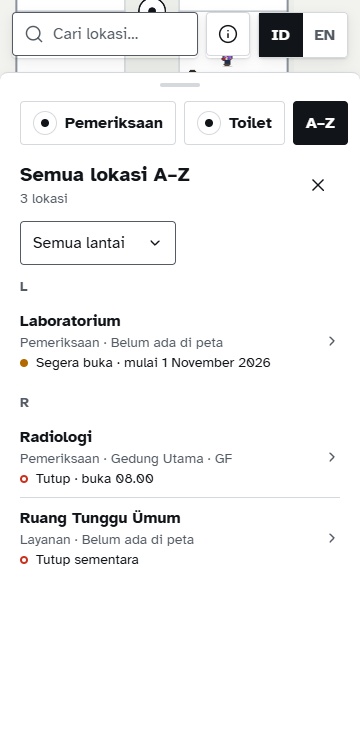 Cari lokasi...
ID
EN
Pemeriksaan
Toilet
A–Z
Semua lokasi A–Z
3 lokasi
Semua lantai
L
Laboratorium
Pemeriksaan · Belum ada di peta
Segera buka · mulai 1 November 2026
R
Radiologi
Pemeriksaan · Gedung Utama · GF
Tutup · buka 08.00
Ruang Tunggu Ümum
Layanan · Belum ada di peta
Tutup sementara